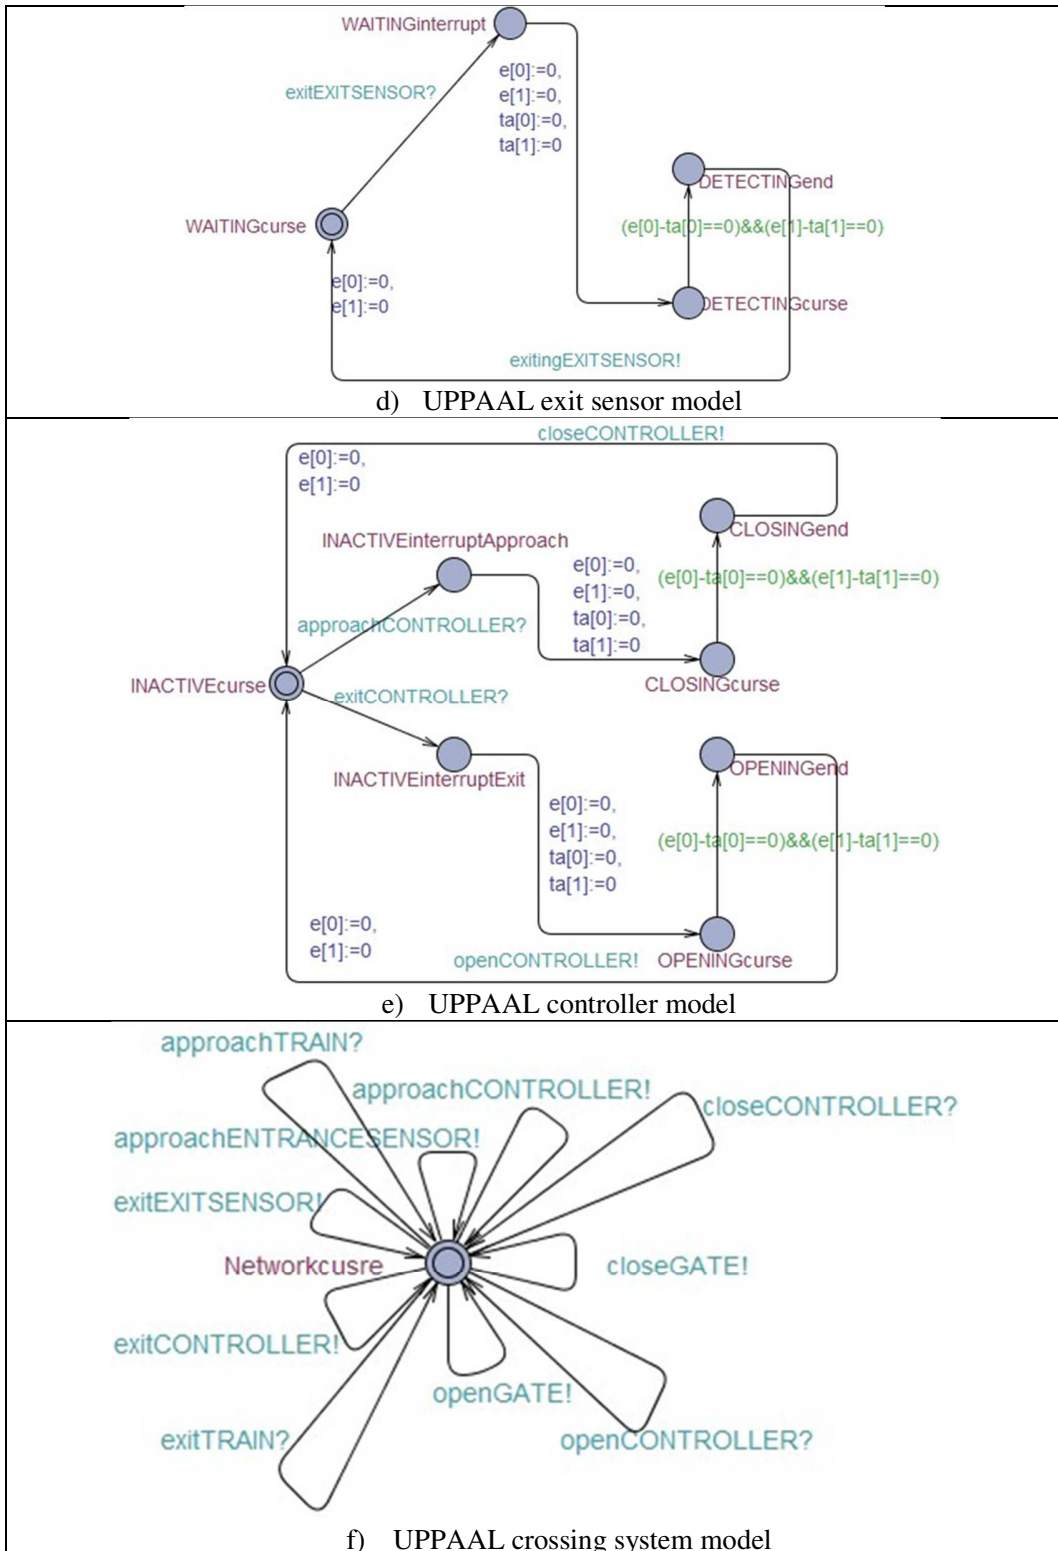 WAITINGinterrupt
exitEXITSENSOR?
e[0]:=0,
e[1]:=0,
ta[0]:=0,
ta[1]:=0
DETECTINGend
(e[0]-ta[0]==0)&&(e[1]-ta[1]==0)
WAITINGcurse
e[0]:=0,
e[1]:=0
DETECTINGcurse
exitingEXITSENSOR!
d) UPPAAL exit sensor model
closeCONTROLLER!
e[0]:=0,
e[1]:=0
CLOSINGend
INACTIVEinterruptApproach
e[0]:=0,
e[1]:=0,
ta[0]:=0,
ta[1]:=0
(e[0]-ta[0]==0)&&(e[1]-ta[1]==0)
approachCONTROLLER?
INACTIVEcurse
CLOSINGcurse
exitCONTROLLER?
INACTIVEinterruptExit
OPENINGend
e[0]:=0,
e[1]:=0,
ta[0]:=0,
ta[1]:=0
(e[0]-ta[0]==0)&&(e[1]-ta[1]==0)
e[0]:=0,
e[1]:=0
openCONTROLLER!
OPENINGcurse
e) UPPAAL controller model
approachTRAIN?
approachCONTROLLER!
closeCONTROLLER?
approachENTRANCESENSOR!
exitEXITSENSOR!
Networkcusre
closeGATE!
exitCONTROLLER!
openGATE!
exitTRAIN?
openCONTROLLER?
f) UPPAAL crossing system model